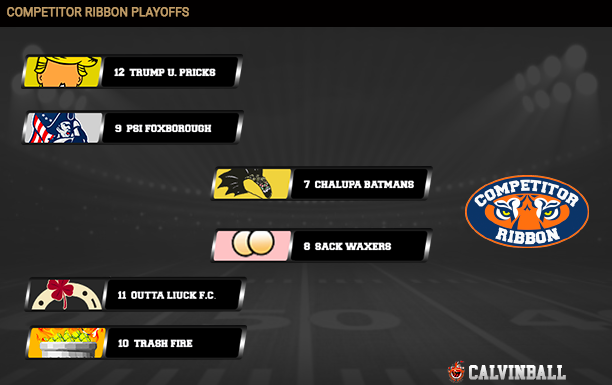 COMPETITOR RIBBON PLAYOFFS
12 TRUMP U. PRICKS
9 PSI FOXBOROUGH
7 CHALUPA BATMANS
COMPETITOR
RIBBON
8 SACK WAXERS
11 OUTTA LIUCK F.C.
10 TRASH FIRE
50
CALVINBALL